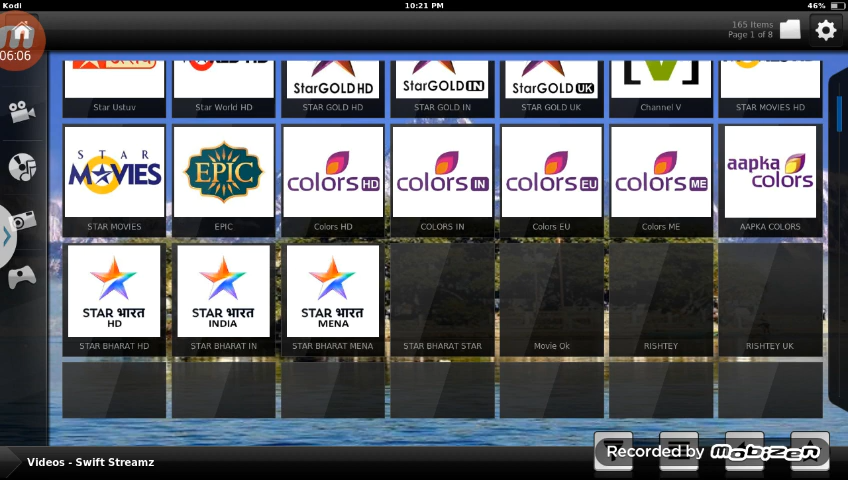 Kodi
10:21 PM
46%
165 Items
Page 1 of 8
06:06
StarGOLD HD
StarGOLD IN
StarGOLD UK
Star Ustuv
Star World HD
STAR GOLD HD
STAR GOLD IN
STAR GOLD UK
Channel V
STAR MOVIES HD
STAR
MOVIES
EPIC
colors HD
colors IN
colors EU
colors ME
aapka
colors
STAR MOVIES
EPIC
Colors HD
COLORS IN
Colors EU
Colors ME
AAPKA COLORS
STAR भारत
HD
STAR भारत
INDIA
STAR भारत
MENA
STAR BHARAT HD
STAR BHARAT IN
STAR BHARAT MENA
STAR BHARAT STAR
Movie Ok
RISHTEY
RISHTEY UK
Recorded by Mobizen
Videos - Swift Streamz